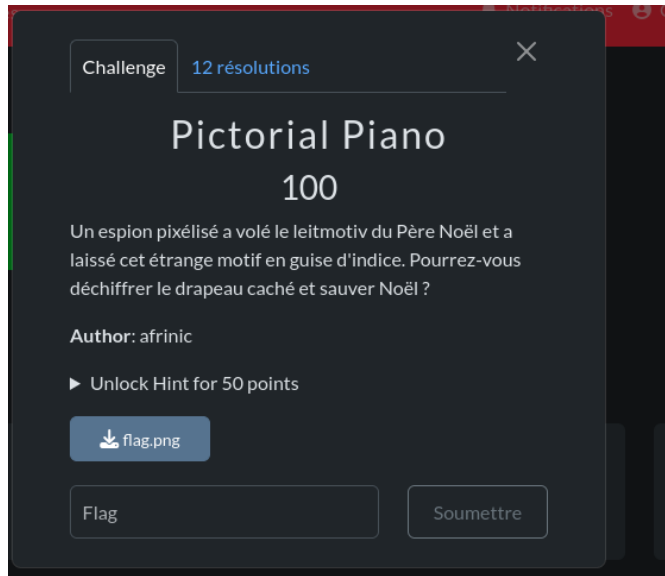 Notifications
Challenge
12 résolutions
Pictorial Piano
100
Un espion pixélisé a volé le leitmotiv du Père Noël et a
laissé cet étrange motif en guise d'indice. Pourrez-vous
déchiffrer le drapeau caché et sauver Noël ?
Author: afrinic
Unlock Hint for 50 points
flag.png
Flag
Soumettre